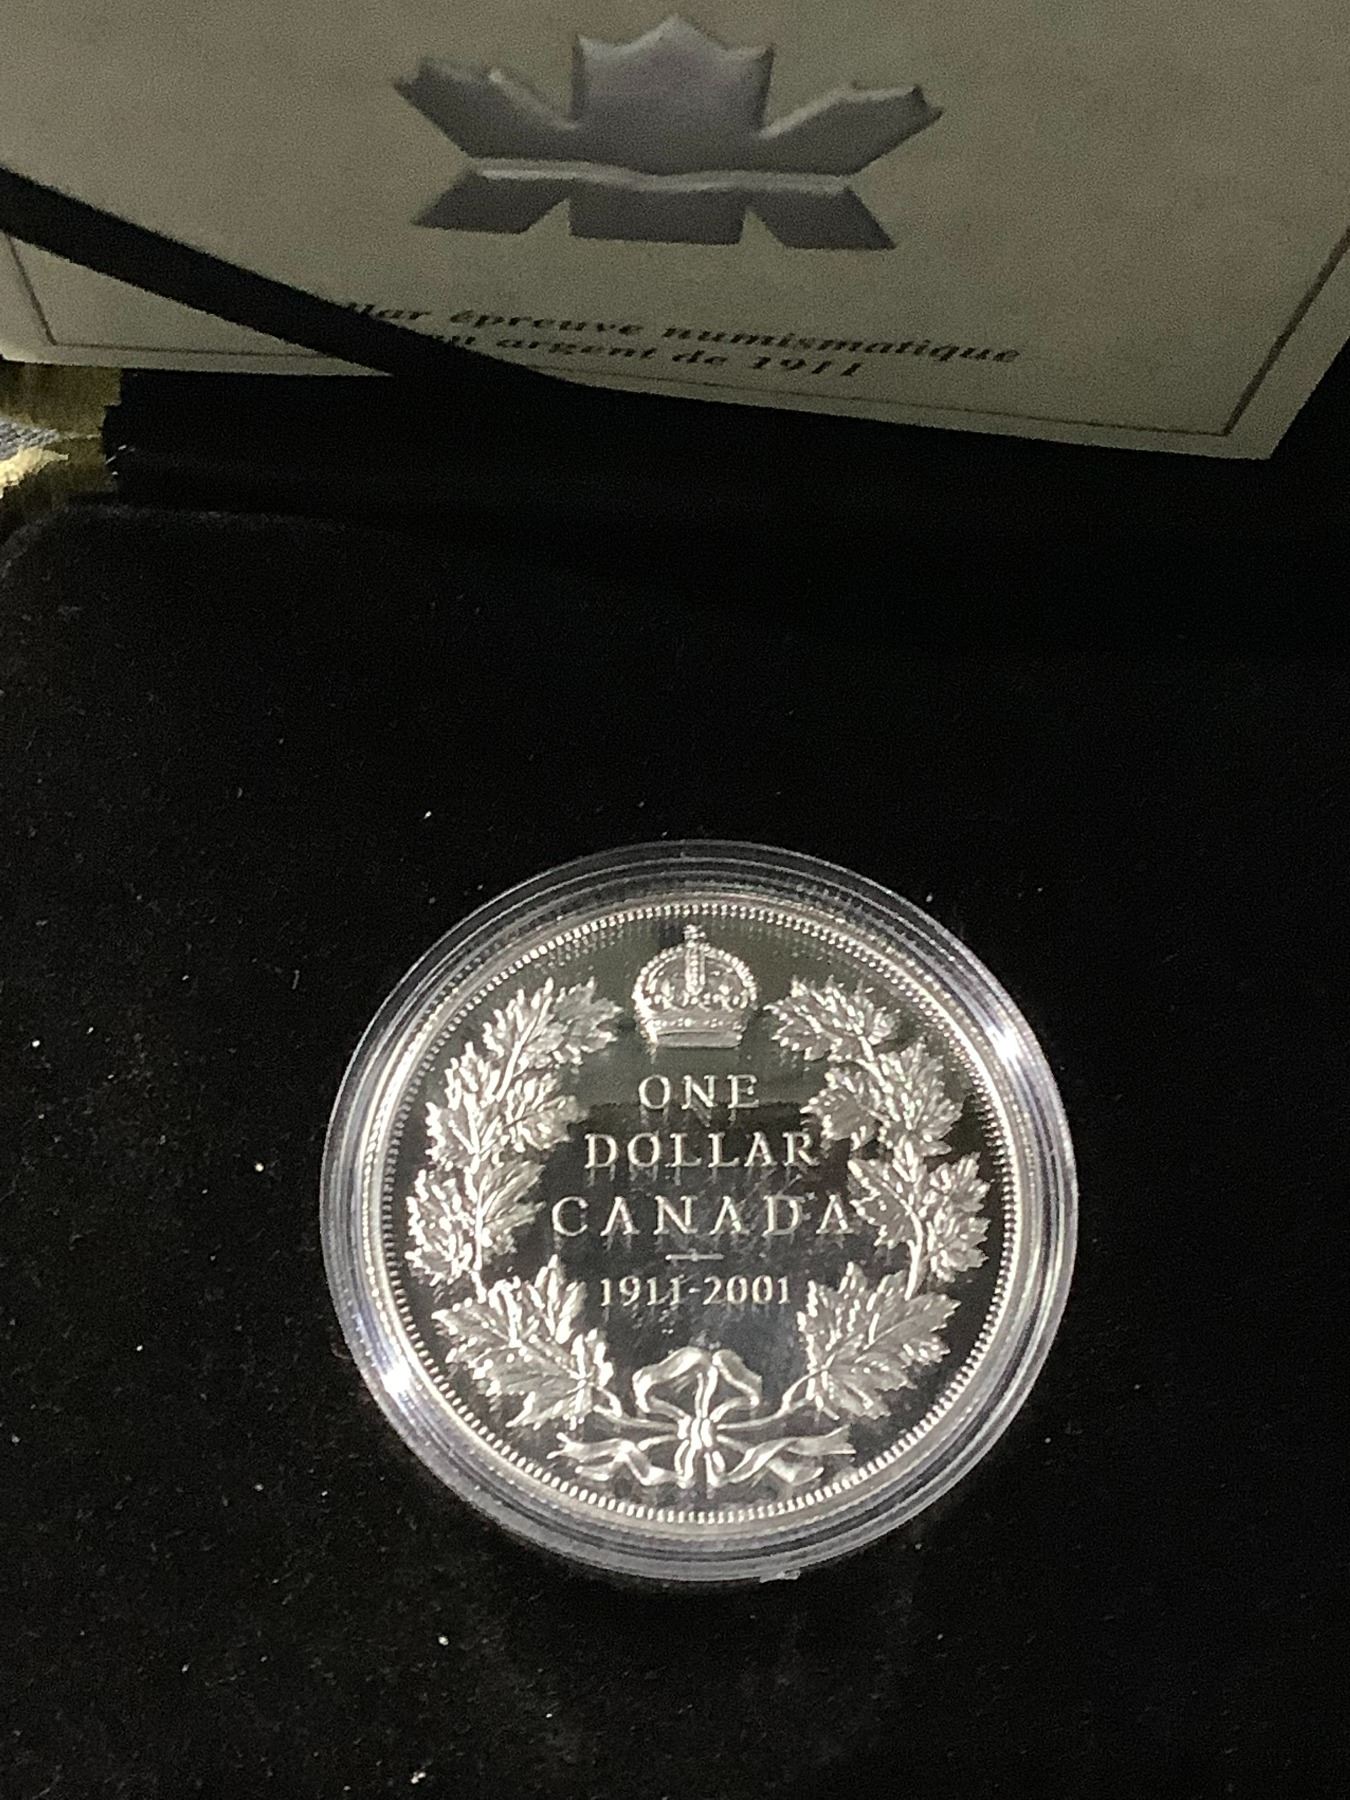 épreuve numismatique
argent de 1911
ONE
DOLLAR
CANADA
1911-2001